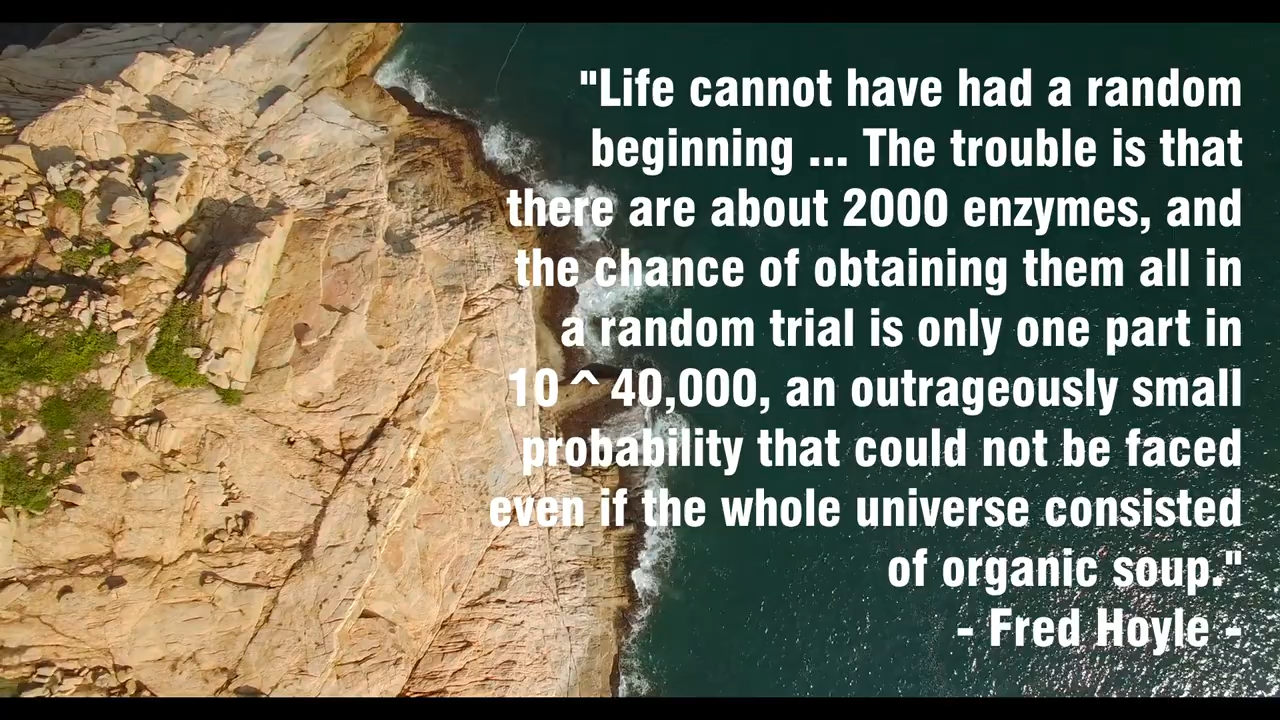 "Life cannot have had a random
beginning ... The trouble is that
there are about 2000 enzymes, and
the chance of obtaining them all in
a random trial is only one part in
10^40,000, an outrageously small
probability that could not be faced
even if the whole universe consisted
of organic soup."
- Fred Hoyle -